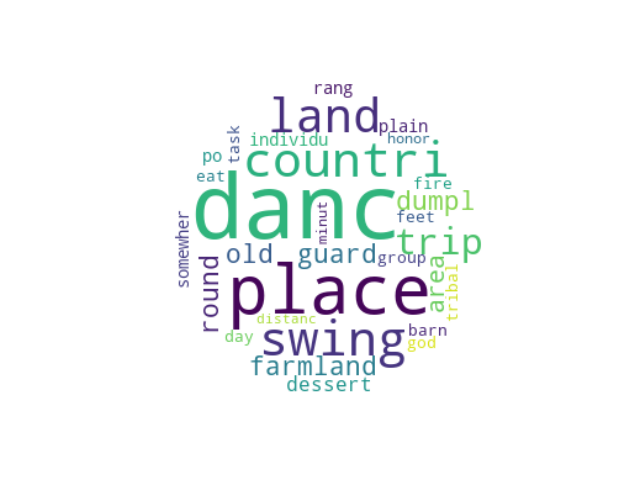 rang
land
plain
task
individu
honor
po
countri
eat
fire
danc
dumpl
feet
minut
trip
somewher
old
guard
group
round
place
area
tribal
distanc
day
swing
barn
god
farmland
dessert